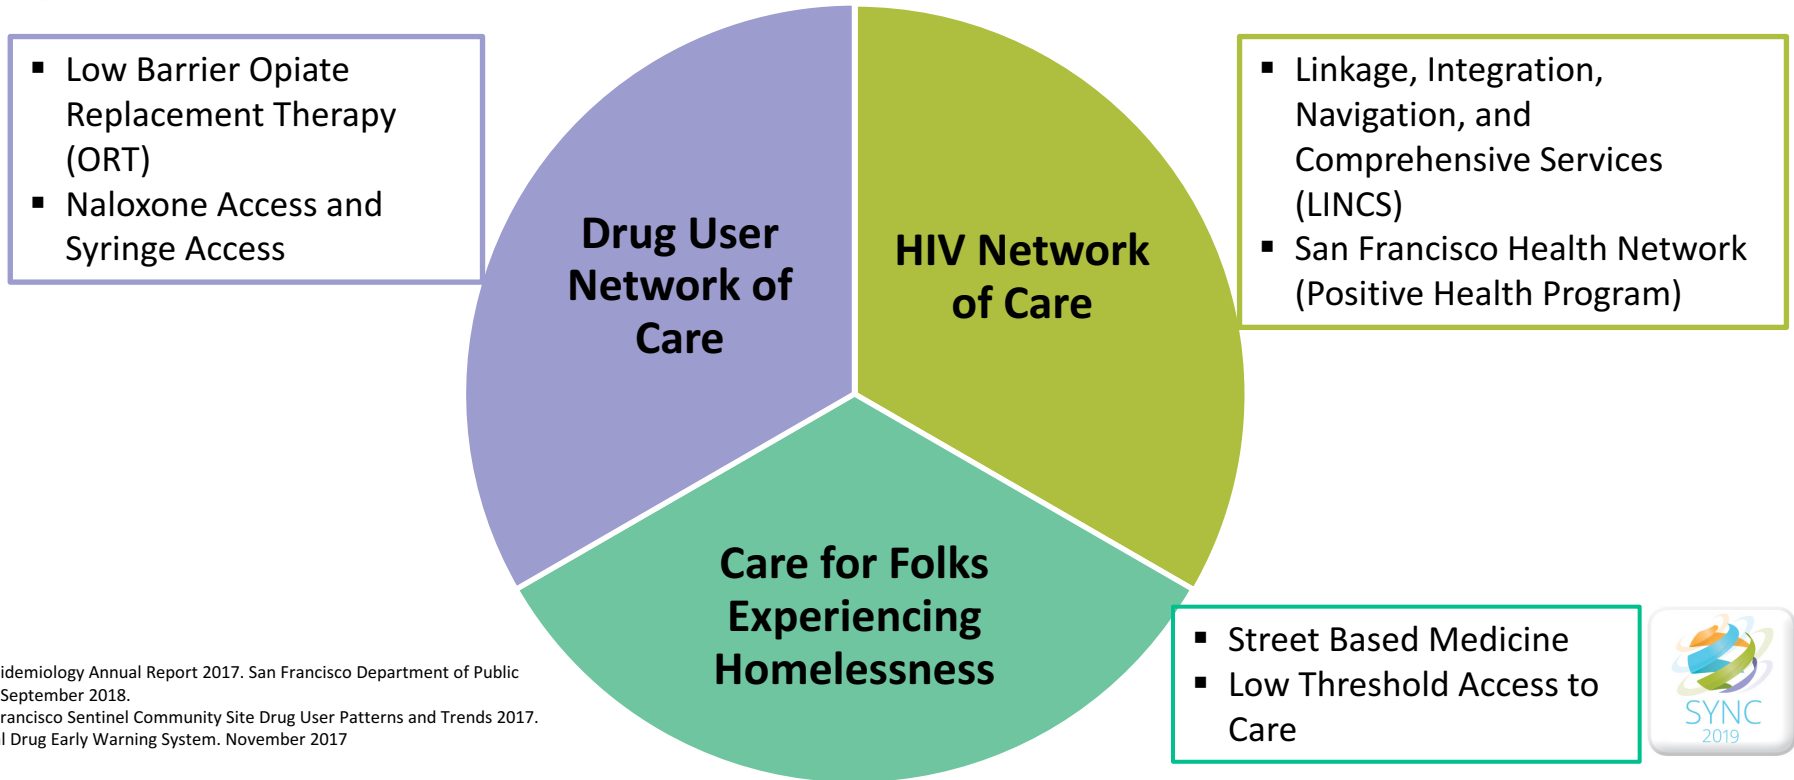 ▪ Low Barrier Opiate
Replacement Therapy
(ORT)
▪ Naloxone Access and
Syringe Access
Drug User
Network of
Care
HIV Network
of Care
▪ Linkage, Integration,
Navigation, and
Comprehensive Services
(LINCS)
▪ San Francisco Health Network
(Positive Health Program)
Care for Folks
Experiencing
Homelessness
▪ Street Based Medicine
▪ Low Threshold Access to
Care
Annual Report 2017. San Francisco Department of Public
September 2018.
Sentinel Community Site Drug User Patterns and Trends 2017.
Drug Early Warning System. November 2017
SYNC
2019